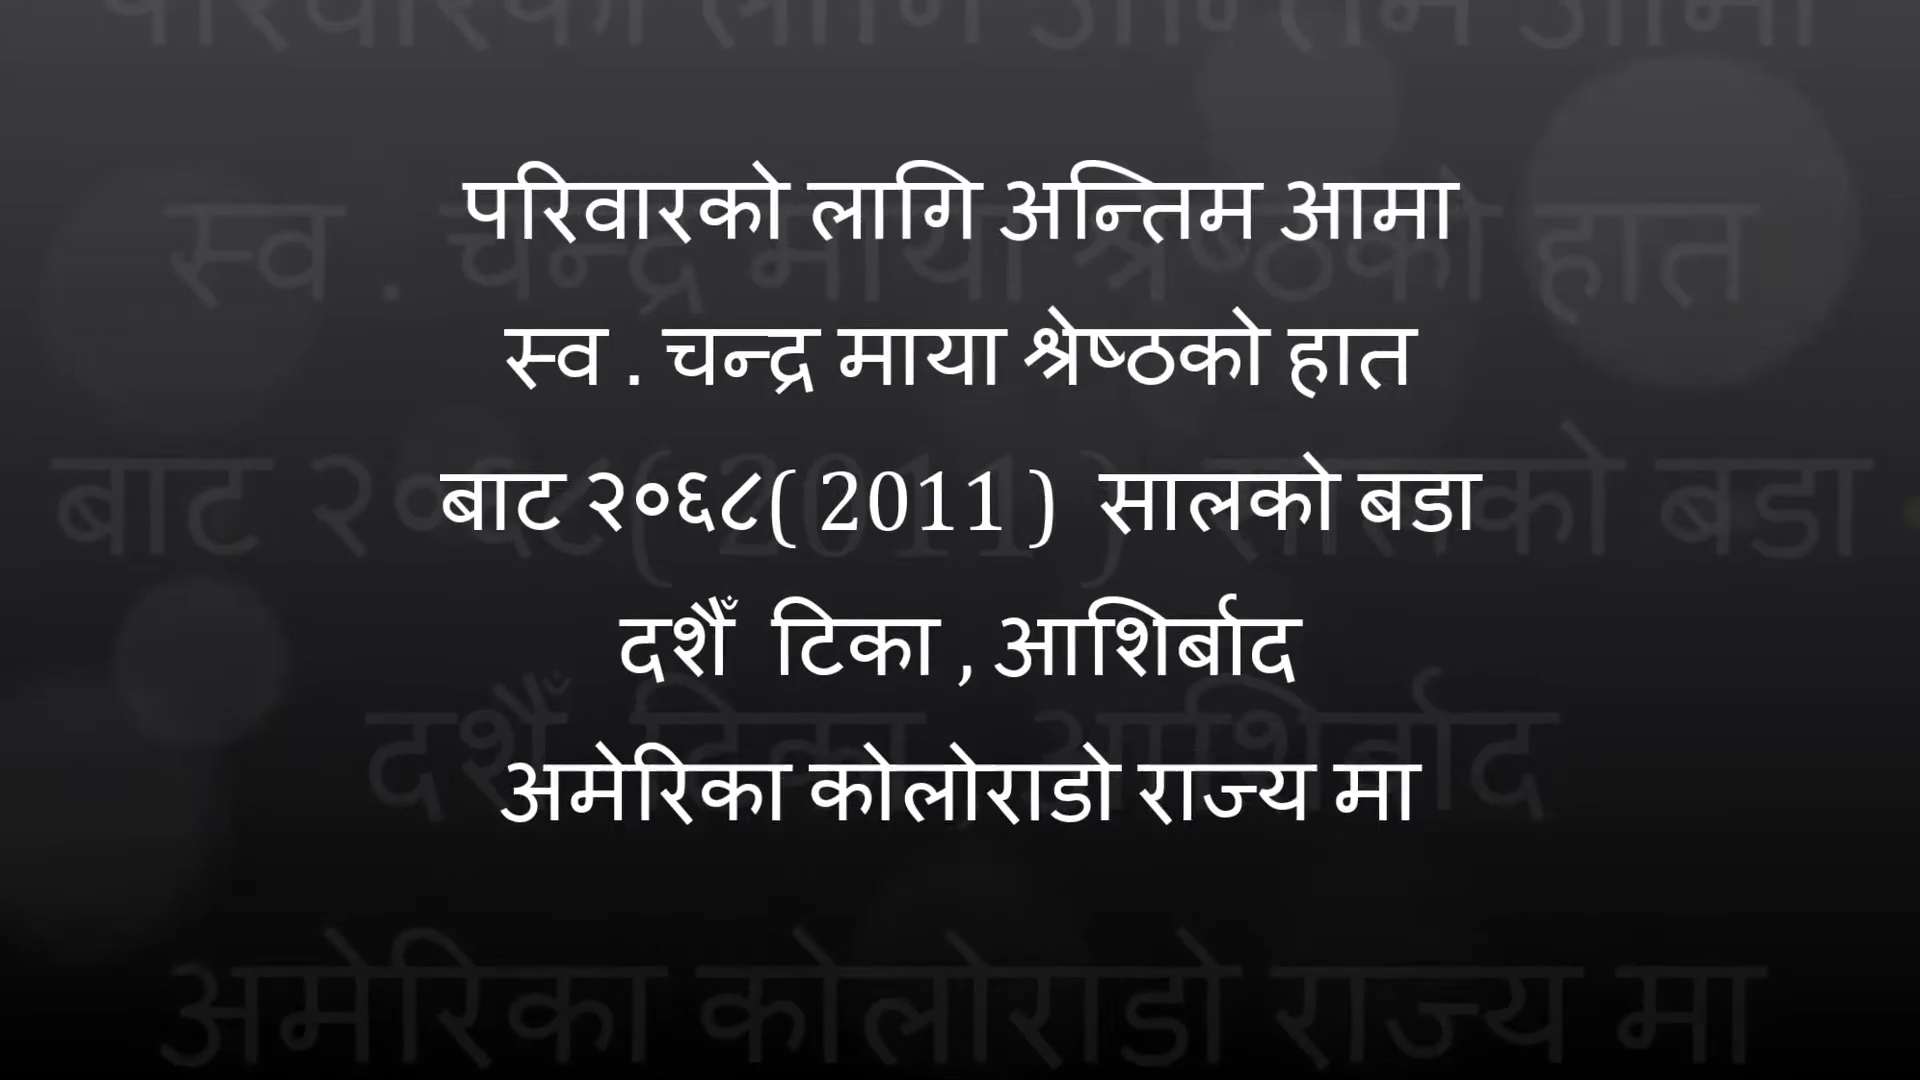 परिवारको लागि अन्तिम आमा
स्व . चन्द्र माया श्रेष्ठको हात
बाट २०६८( 2011 ) सालको बडा
दशैँ टिका , आशिर्बाद
अमेरिका कोलोराडो राज्य मा